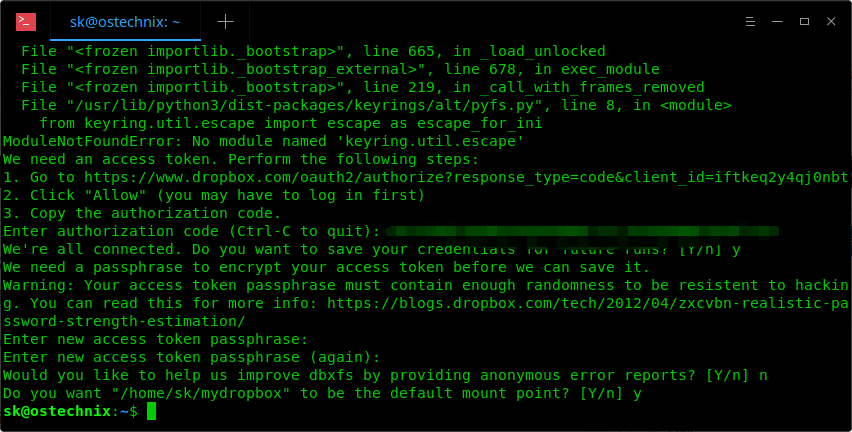 sk@ostechnix: ~
File "<frozen importlib._bootstrap>", line 665, in _load_unlocked
File "<frozen importlib._bootstrap_external>", line 678, in exec_module
File "<frozen importlib._bootstrap>", line 219, in _call_with_frames_removed
File "/usr/lib/python3/dist-packages/keyrings/alt/pyfs.py", line 8, in <module>
from keyring.util.escape import escape as escape_for_ini
ModuleNotFoundError: No module named 'keyring.util.escape'
We need an access token. Perform the following steps:
1. Go to https://www.dropbox.com/oauth2/authorize?response_type=code&client_id=iftkeq2y4qj0nbt
2. Click "Allow" (you may have to log in first)
3. Copy the authorization code.
Enter authorization code (Ctrl-C to quit):
We're all connected. Do you want to save your credentials for future runs? [Y/n] y
We need a passphrase to encrypt your access token before we can save it.
Warning: Your access token passphrase must contain enough randomness to be resistent to hackin
g. You can read this for more info: https://blogs.dropbox.com/tech/2012/04/zxcvbn-realistic-pa
ssword-strength-estimation/
Enter new access token passphrase:
Enter new access token passphrase (again):
Would you like to help us improve dbxfs by providing anonymous error reports? [Y/n] n
Do you want "/home/sk/mydropbox" to be the default mount point? [Y/n] y
sk@ostechnix:~$